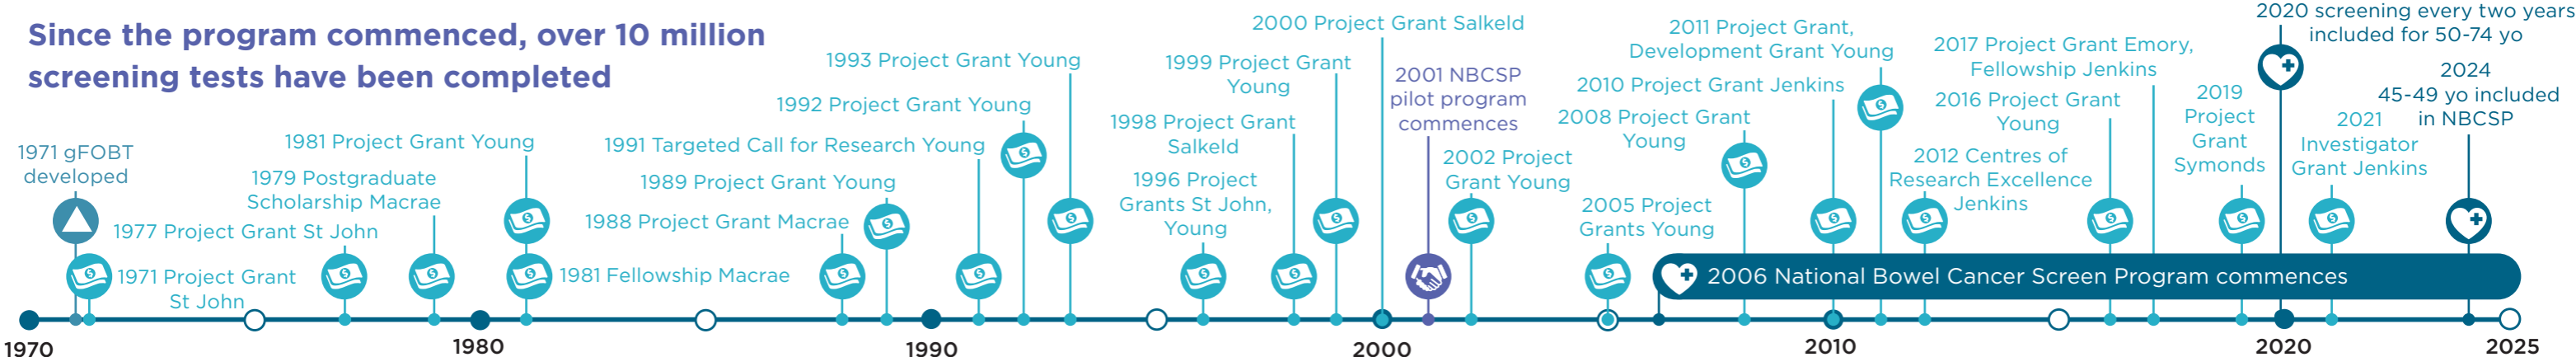 Since the program commenced, over 10 million
screening tests have been completed
1971 gFOBT
developed
1971 Project Grant
St John
1977 Project Grant St John
1979 Postgraduate
Scholarship Macrae
1981 Project Grant Young
1981 Fellowship Macrae
1988 Project Grant Macrae
1989 Project Grant Young
1991 Targeted Call for Research Young
1992 Project Grant Young
1993 Project Grant Young
1996 Project
Grants St John,
Young
1998 Project Grant
Salkeld
1999 Project Grant
Young
2000 Project Grant Salkeld
2001 NBCSP
pilot program
commences
2002 Project
Grant Young
2005 Project
Grants Young
2006 National Bowel Cancer Screen Program commences
2008 Project Grant
Young
2010 Project Grant Jenkins
2011 Project Grant,
Development Grant Young
2012 Centres of
Research Excellence
Jenkins
2016 Project Grant
Young
2017 Project Grant Emory,
Fellowship Jenkins
2019
Project
Grant
Symonds
2020 screening every two years
included for 50-74 yo
2021
Investigator
Grant Jenkins
2024
45-49 yo included
in NBCSP
1970
1980
1990
2000
2010
2020
2025